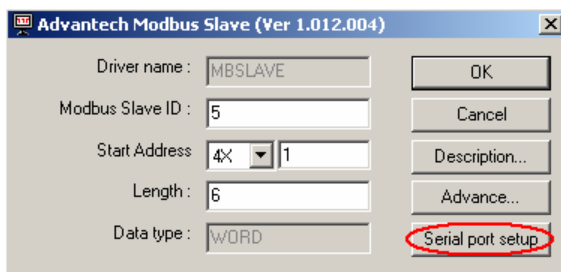 Advantech Modbus Slave (Ver 1.012.004)
Driver name : MBSLAVE OK
Modbus Slave ID : 5 Cancel
Start Address 4X 1 Description...
Length : 6 Advance...
Data type : WORD Serial port setup